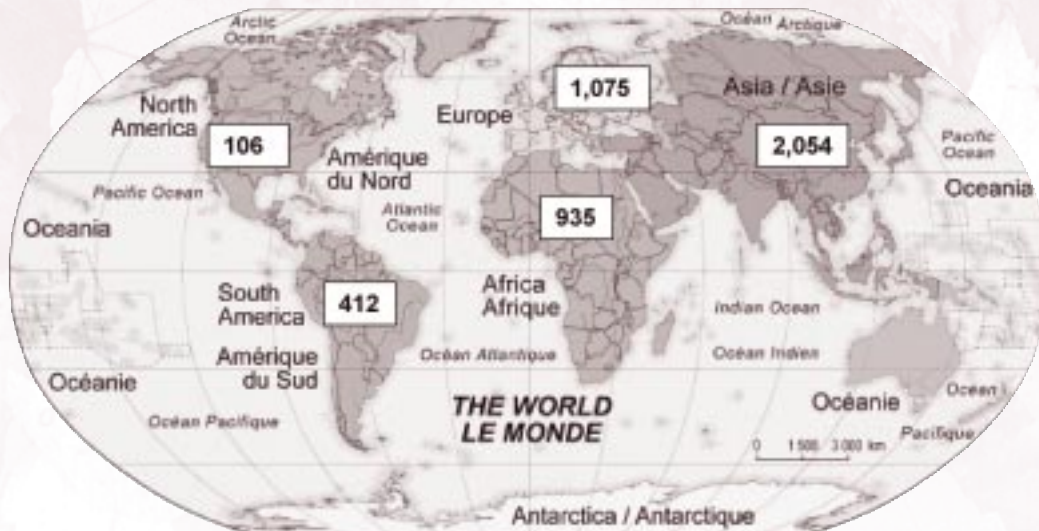 Arctic
Ocean
Océan Arctique
North
America
106
Amérique
du Nord
Europe
1,075
Asia / Asie
2,054
Pacific
Ocean
Oceania
Pacific Ocean
Oceania
Atlantic
Ocean
935
Africa
Afrique
South
America
412
Amérique
du Sud
Indian Ocean
Océan Indien
Océan Atlantique
Océanie
Océan Pacifique
THE WORLD
LE MONDE
Océanie
Pacifique
0 1 500 3 000 km
Antarctica / Antarctique